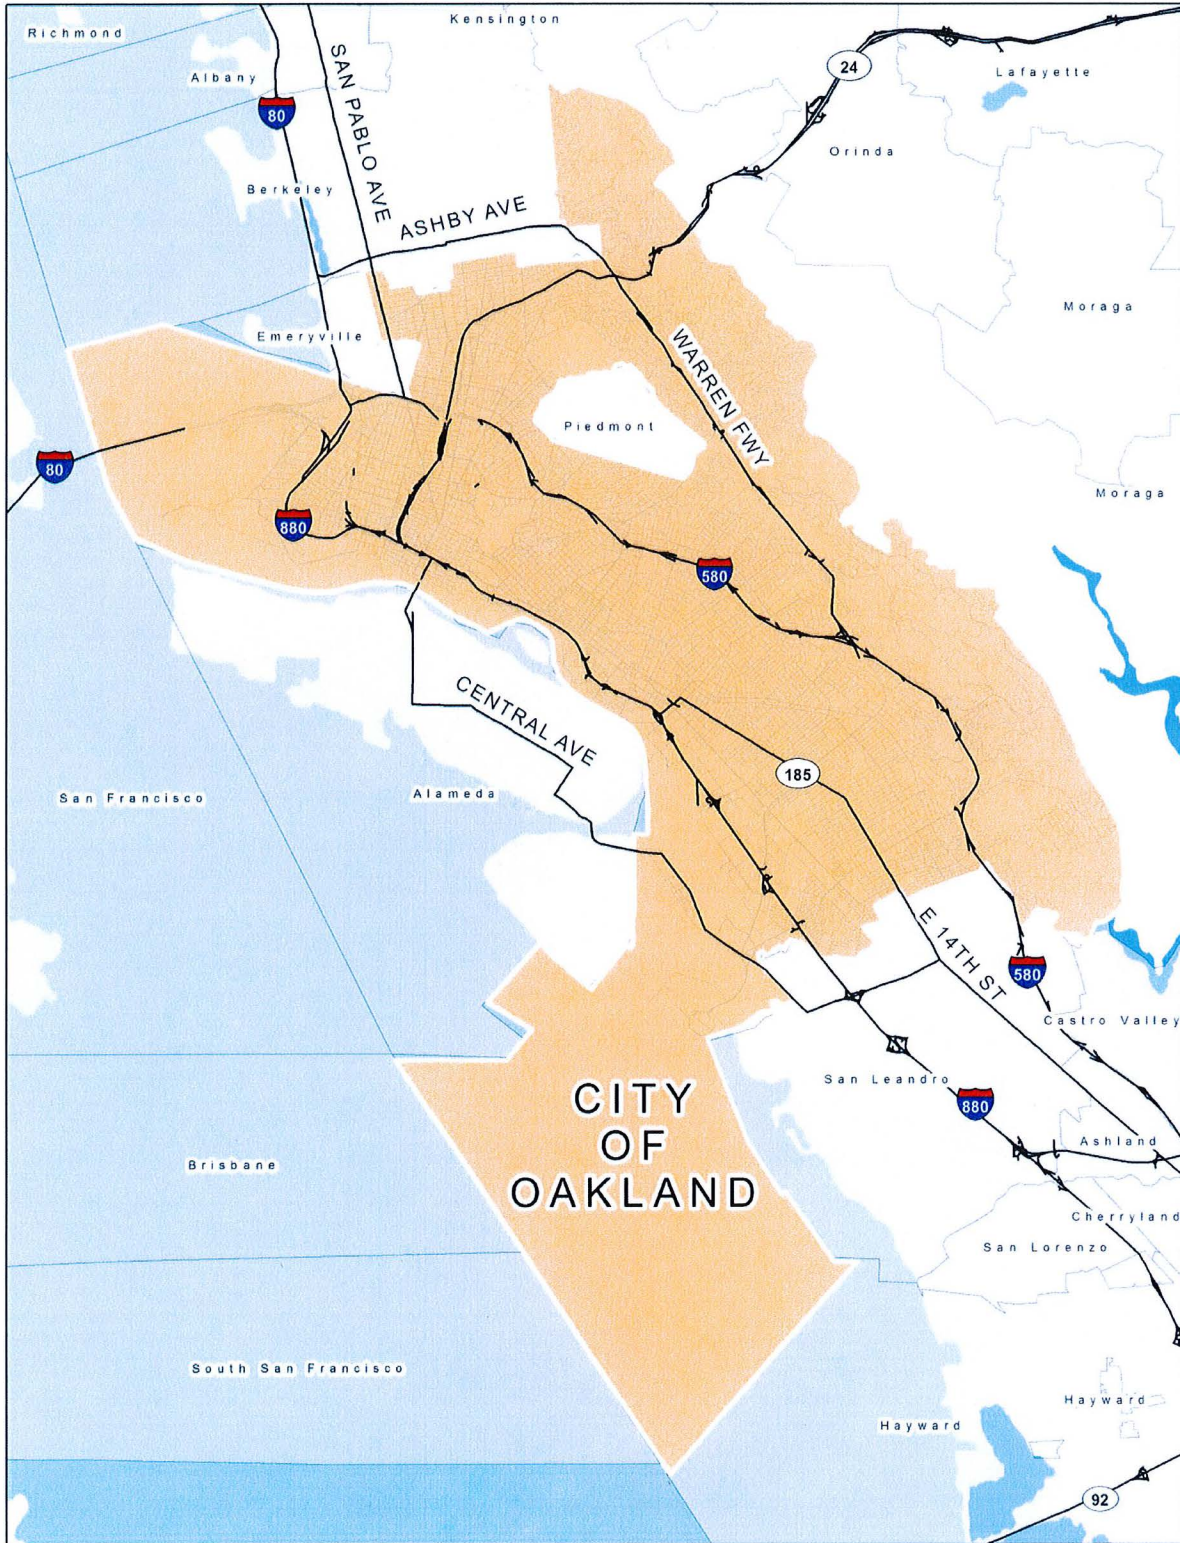 Richmond
Kensington
SAN PABLO AVE
24
Lafayette
Albany
80
Orinda
Berkeley
ASHBY AVE
Moraga
Emeryville
WARREN FWY
Piedmont
80
Moraga
880
580
CENTRAL AVE
185
San Francisco
Alameda
E 14TH ST
580
Castro Valley
San Leandro
CITY
OF
OAKLAND
880
Ashland
Brisbane
Cherryland
San Lorenzo
South San Francisco
Hayward
Hayward
92